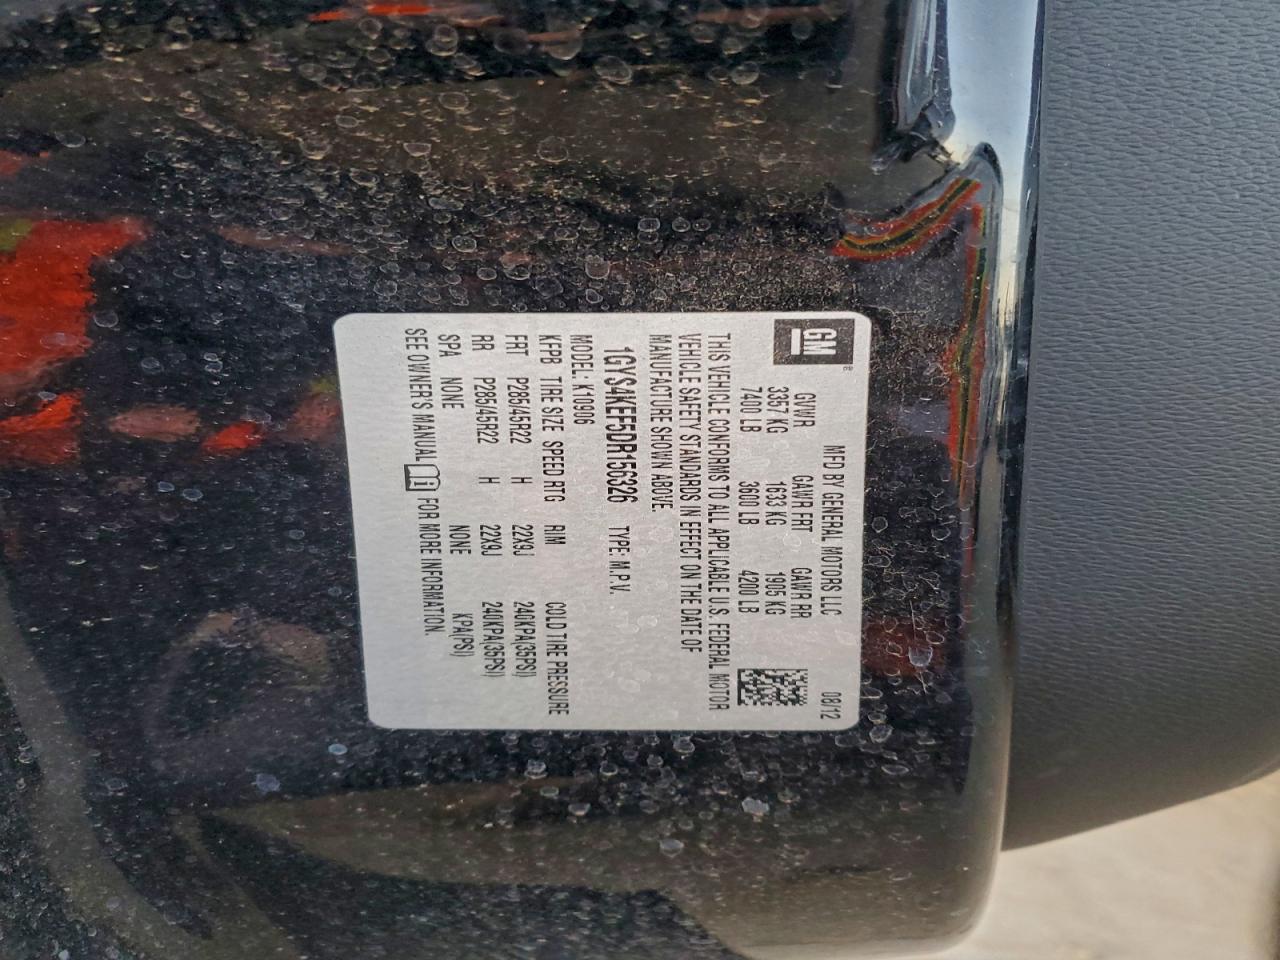 GM ®
MFD BY GENERAL MOTORS LLC 08/12
GVWR GAWR FRT GAWR RR
3357 KG 1633 KG 1905 KG
7400 LB 3600 LB 4200 LB
THIS VEHICLE CONFORMS TO ALL APPLICABLE U.S. FEDERAL MOTOR
VEHICLE SAFETY STANDARDS IN EFFECT ON THE DATE OF
MANUFACTURE SHOWN ABOVE.
1GYS4KEF5DR156326 TYPE: M.P.V.
MODEL: K10906
KFPB TIRE SIZE SPEED RTG RIM COLD TIRE PRESSURE
FRT P285/45R22 H 22X9J 240KPA(35PSI)
RR P285/45R22 H 22X9J 240KPA(35PSI)
SPA NONE NONE KPA(PSI)
SEE OWNER'S MANUAL FOR MORE INFORMATION.